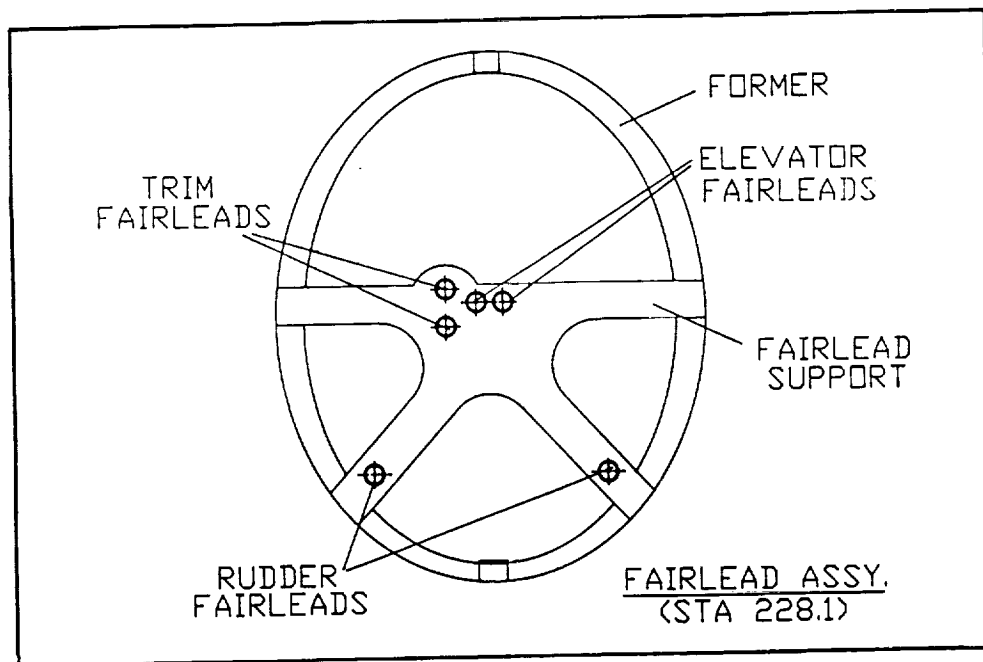 FORMER
ELEVATOR
FAIRLEADS
TRIM
FAIRLEADS
FAIRLEAD
SUPPORT
RUDDER
FAIRLEADS
FAIRLEAD ASSY.
(STA 228.1)